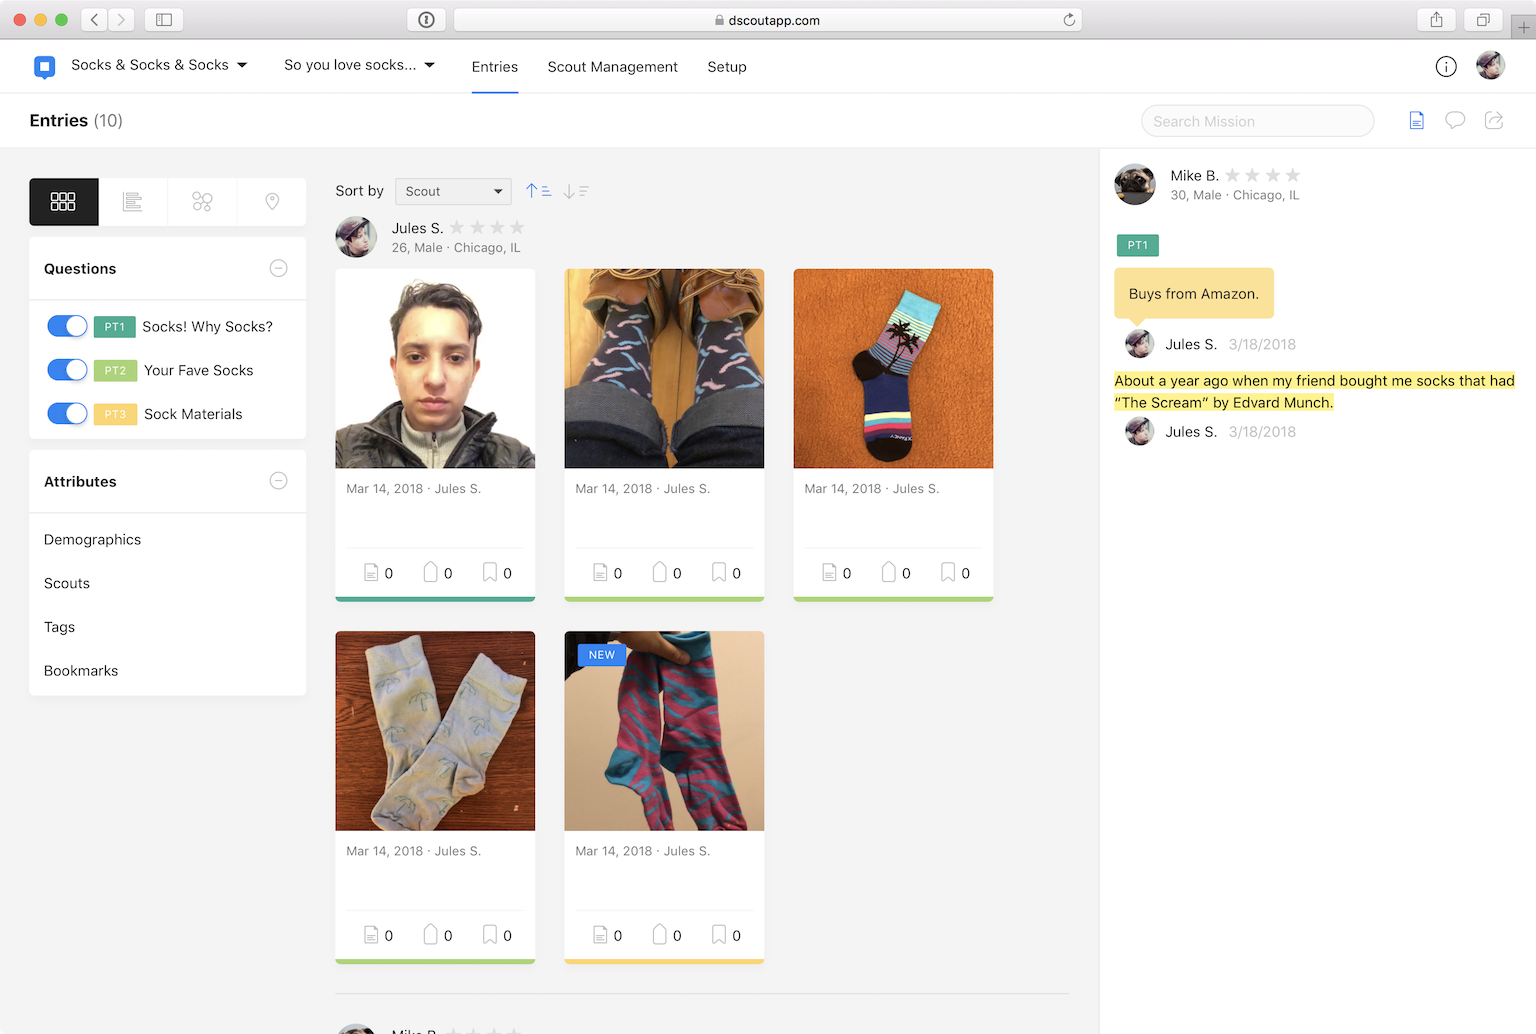 dscoutapp.com
Socks & Socks & Socks
So you love socks...
Entries
Scout Management
Setup
Entries (10)
Search Mission
Questions
PT1 Socks! Why Socks?
PT2 Your Fave Socks
PT3 Sock Materials
Attributes
Demographics
Scouts
Tags
Bookmarks
Sort by Scout
Jules S.
26, Male · Chicago, IL
Mar 14, 2018 · Jules S.
0 0 0
Mar 14, 2018 · Jules S.
0 0 0
Mar 14, 2018 · Jules S.
0 0 0
Mar 14, 2018 · Jules S.
0 0 0
NEW
Mar 14, 2018 · Jules S.
0 0 0
Mike B.
Mike B.
30, Male · Chicago, IL
PT1
Buys from Amazon.
Jules S. 3/18/2018
About a year ago when my friend bought me socks that had
“The Scream” by Edvard Munch.
Jules S. 3/18/2018